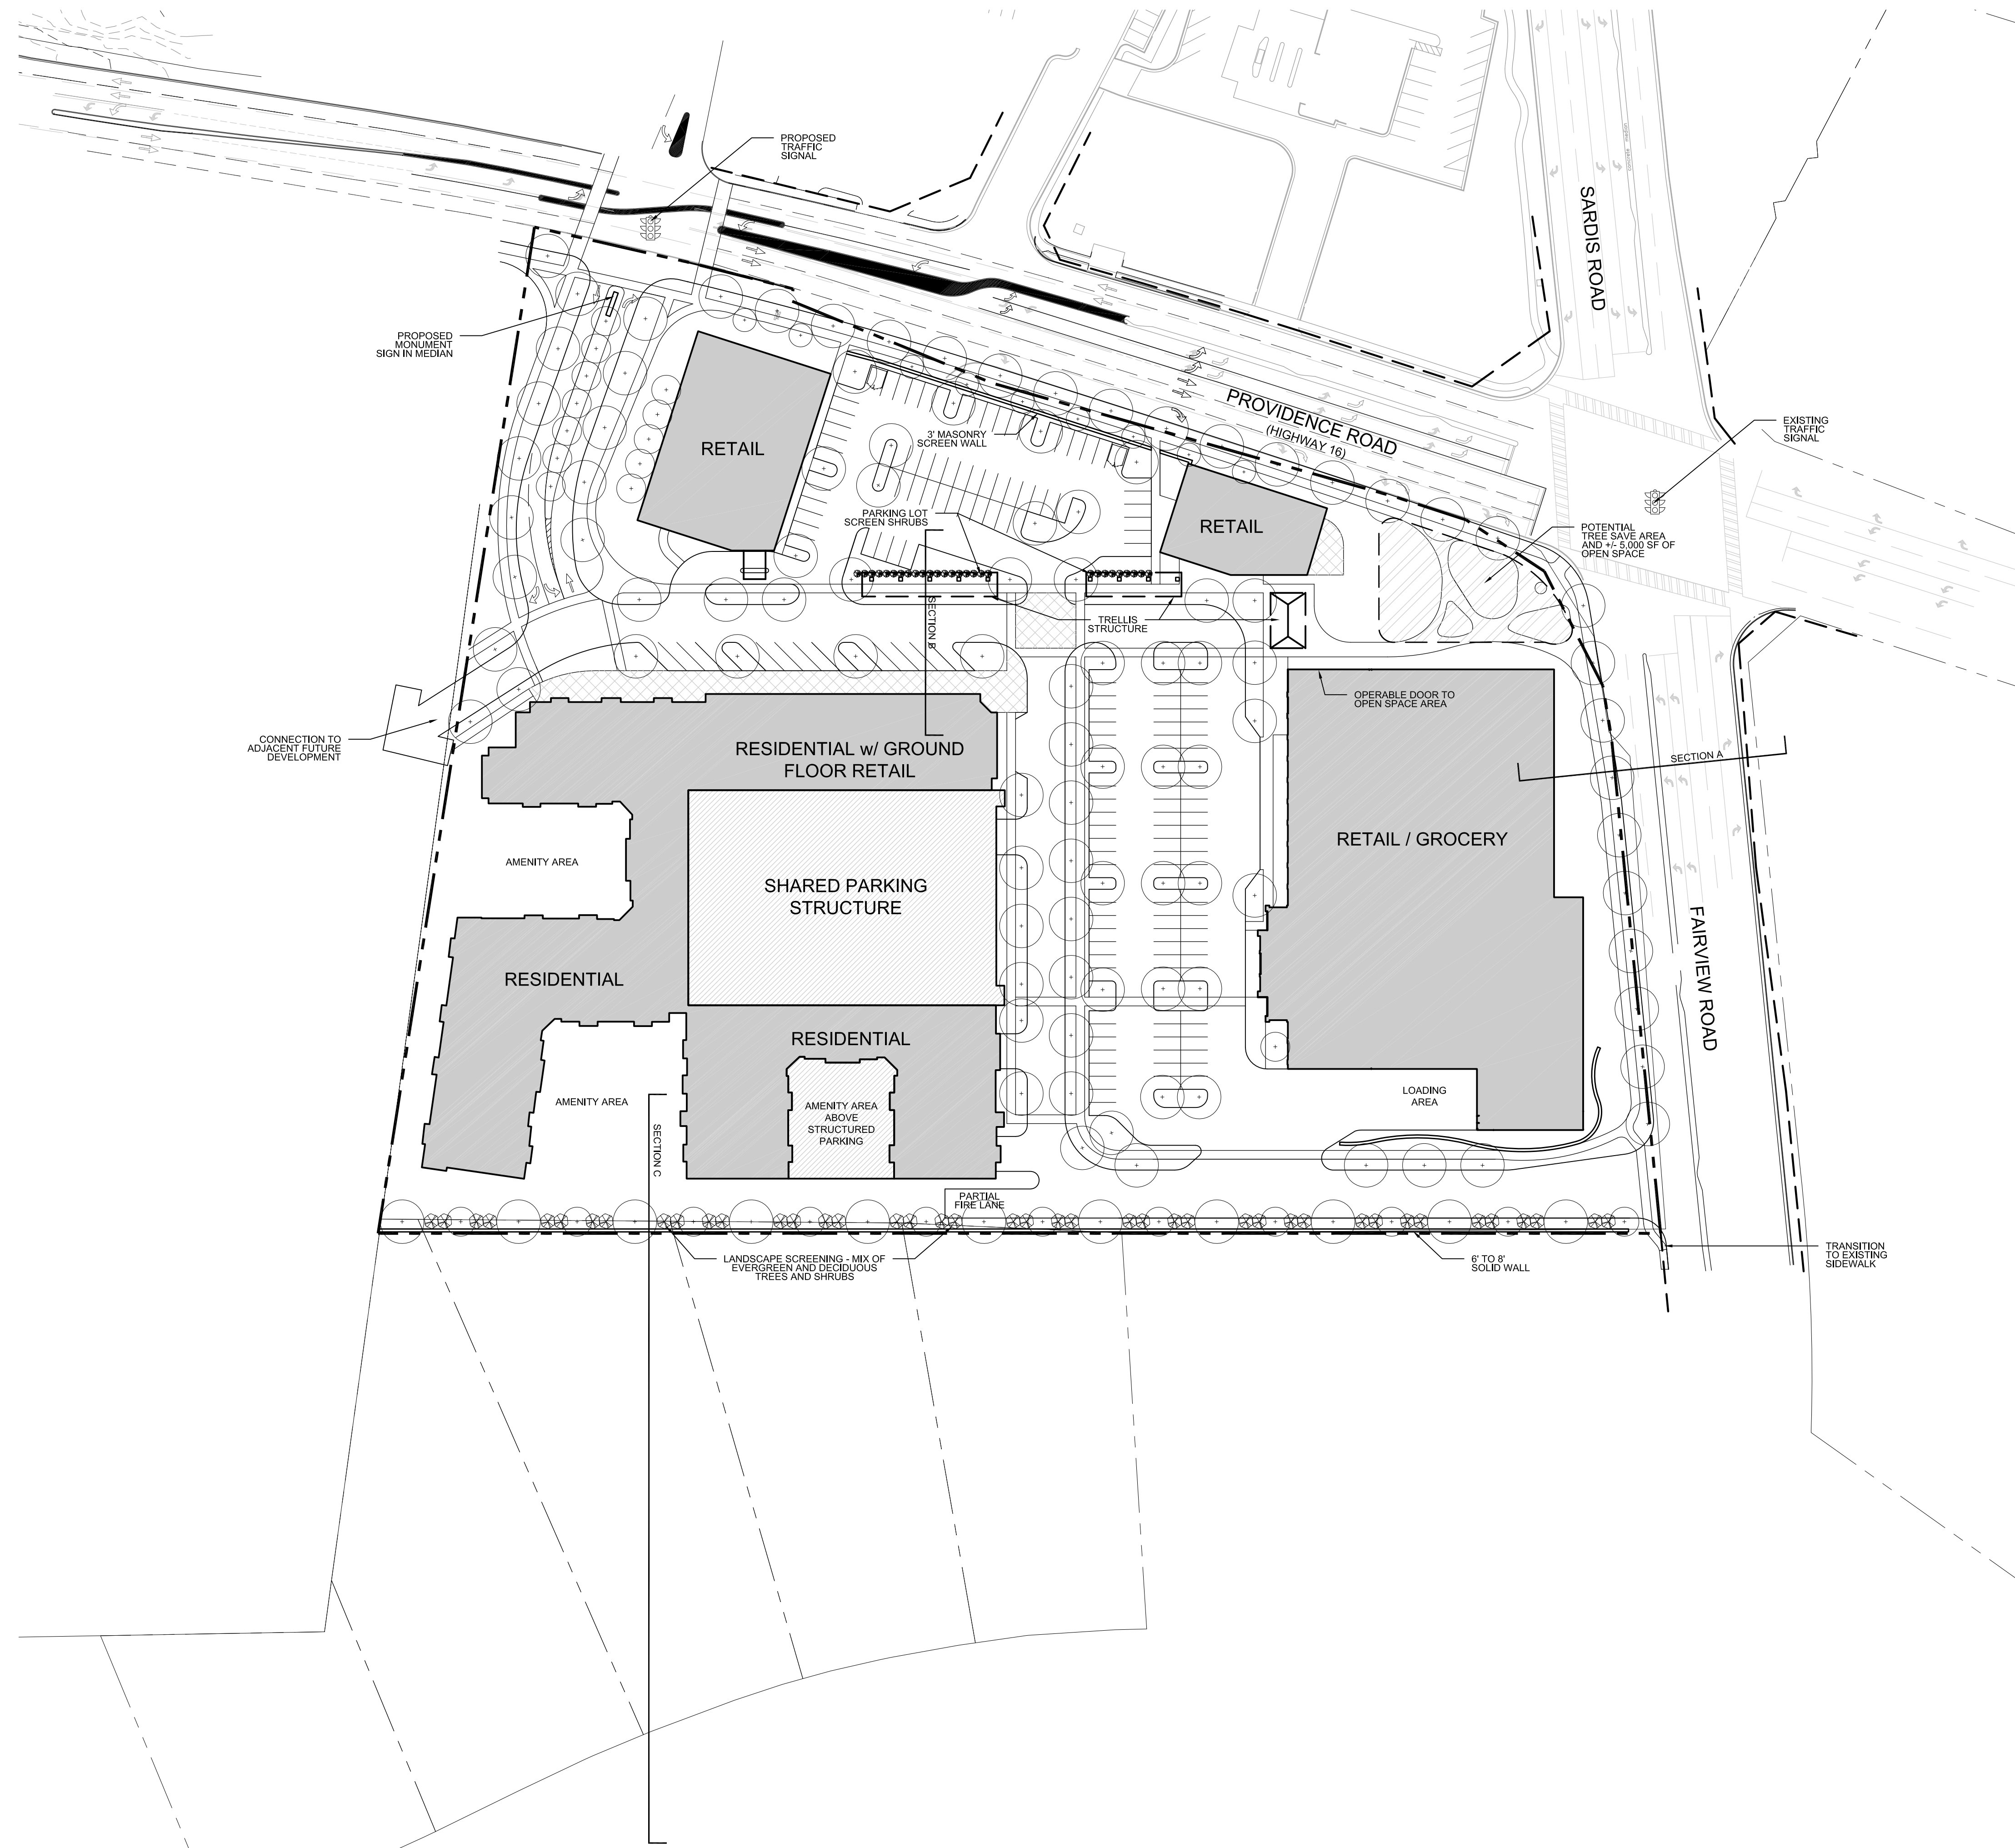 PROPOSED
TRAFFIC
SIGNAL
SARDIS ROAD
PROPOSED
MONUMENT
SIGN IN MEDIAN
PROVIDENCE ROAD
(HIGHWAY 16)
EXISTING
TRAFFIC
SIGNAL
RETAIL
3' MASONRY
SCREEN WALL
PARKING LOT
SCREEN SHRUBS
RETAIL
POTENTIAL
TREE SAVE AREA
AND +/- 5,000 SF OF
OPEN SPACE
SECTION B
TRELLIS
STRUCTURE
OPERABLE DOOR TO
OPEN SPACE AREA
CONNECTION TO
ADJACENT FUTURE
DEVELOPMENT
RESIDENTIAL w/ GROUND
FLOOR RETAIL
SECTION A
RETAIL / GROCERY
AMENITY AREA
SHARED PARKING
STRUCTURE
FAIRVIEW ROAD
RESIDENTIAL
RESIDENTIAL
AMENITY AREA
AMENITY AREA
ABOVE
STRUCTURED
PARKING
LOADING
AREA
SECTION C
PARTIAL
FIRE LANE
LANDSCAPE SCREENING - MIX OF
EVERGREEN AND DECIDUOUS
TREES AND SHRUBS
6' TO 8'
SOLID WALL
TRANSITION
TO EXISTING
SIDEWALK